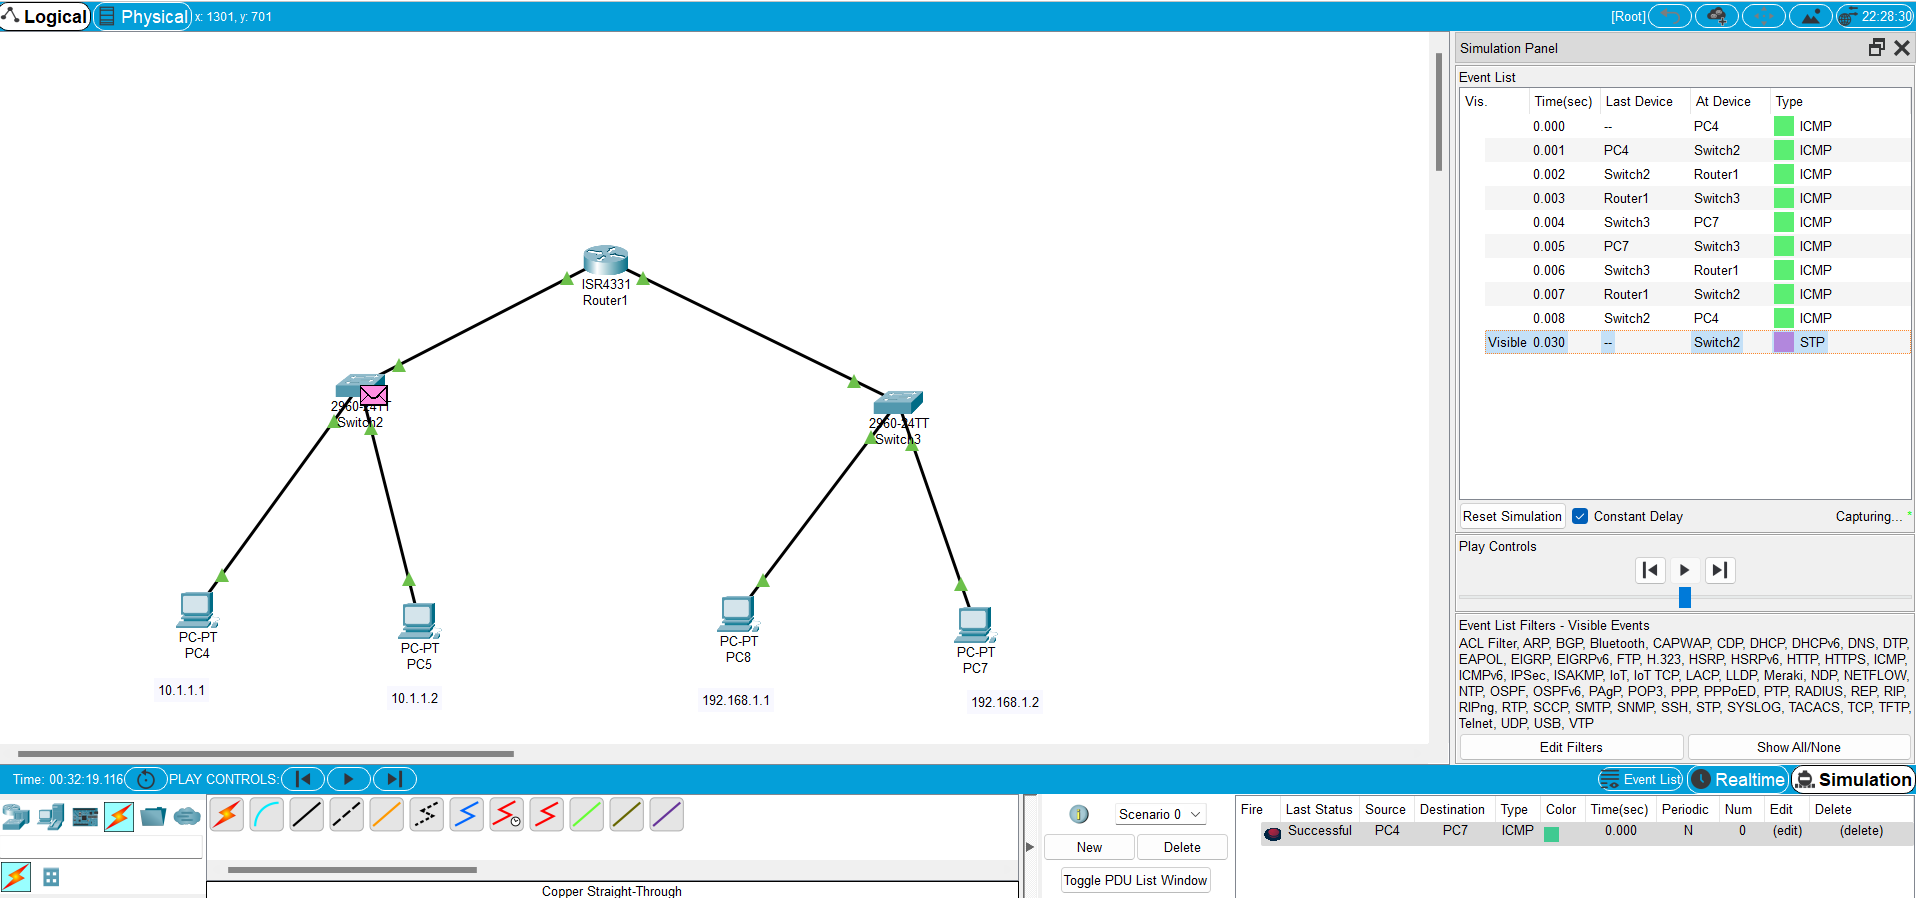 Logical Physical x: 1301, y: 701 [Root] 22:28:30
Simulation Panel
Event List
Vis. Time(sec) Last Device At Device Type
0.000 -- PC4 ICMP
0.001 PC4 Switch2 ICMP
0.002 Switch2 Router1 ICMP
0.003 Router1 Switch3 ICMP
0.004 Switch3 PC7 ICMP
0.005 PC7 Switch3 ICMP
0.006 Switch3 Router1 ICMP
0.007 Router1 Switch2 ICMP
0.008 Switch2 PC4 ICMP
Visible 0.030 -- Switch2 STP
Reset Simulation Constant Delay Capturing... *
Play Controls
Event List Filters - Visible Events
ACL Filter, ARP, BGP, Bluetooth, CAPWAP, CDP, DHCP, DHCPv6, DNS, DTP,
EAPOL, EIGRP, EIGRPv6, FTP, H.323, HSRP, HSRPv6, HTTP, HTTPS, ICMP,
ICMPv6, IPSec, ISAKMP, IoT, IoT TCP, LACP, LLDP, Meraki, NDP, NETFLOW,
NTP, OSPF, OSPFv6, PAgP, POP3, PPP, PPPoED, PTP, RADIUS, REP, RIP,
RIPng, RTP, SCCP, SMTP, SNMP, SSH, STP, SYSLOG, TACACS, TCP, TFTP,
Telnet, UDP, USB, VTP
Edit Filters Show All/None
ISR4331
Router1
2960-24TT
Switch2
2960-24TT
Switch3
PC-PT
PC4
PC-PT
PC5
PC-PT
PC8
PC-PT
PC7
10.1.1.1
10.1.1.2
192.168.1.1
192.168.1.2
Time: 00:32:19.116 PLAY CONTROLS: Event List Realtime Simulation
Copper Straight-Through
Scenario 0
New Delete
Toggle PDU List Window
Fire Last Status Source Destination Type Color Time(sec) Periodic Num Edit Delete
Successful PC4 PC7 ICMP 0.000 N 0 (edit) (delete)